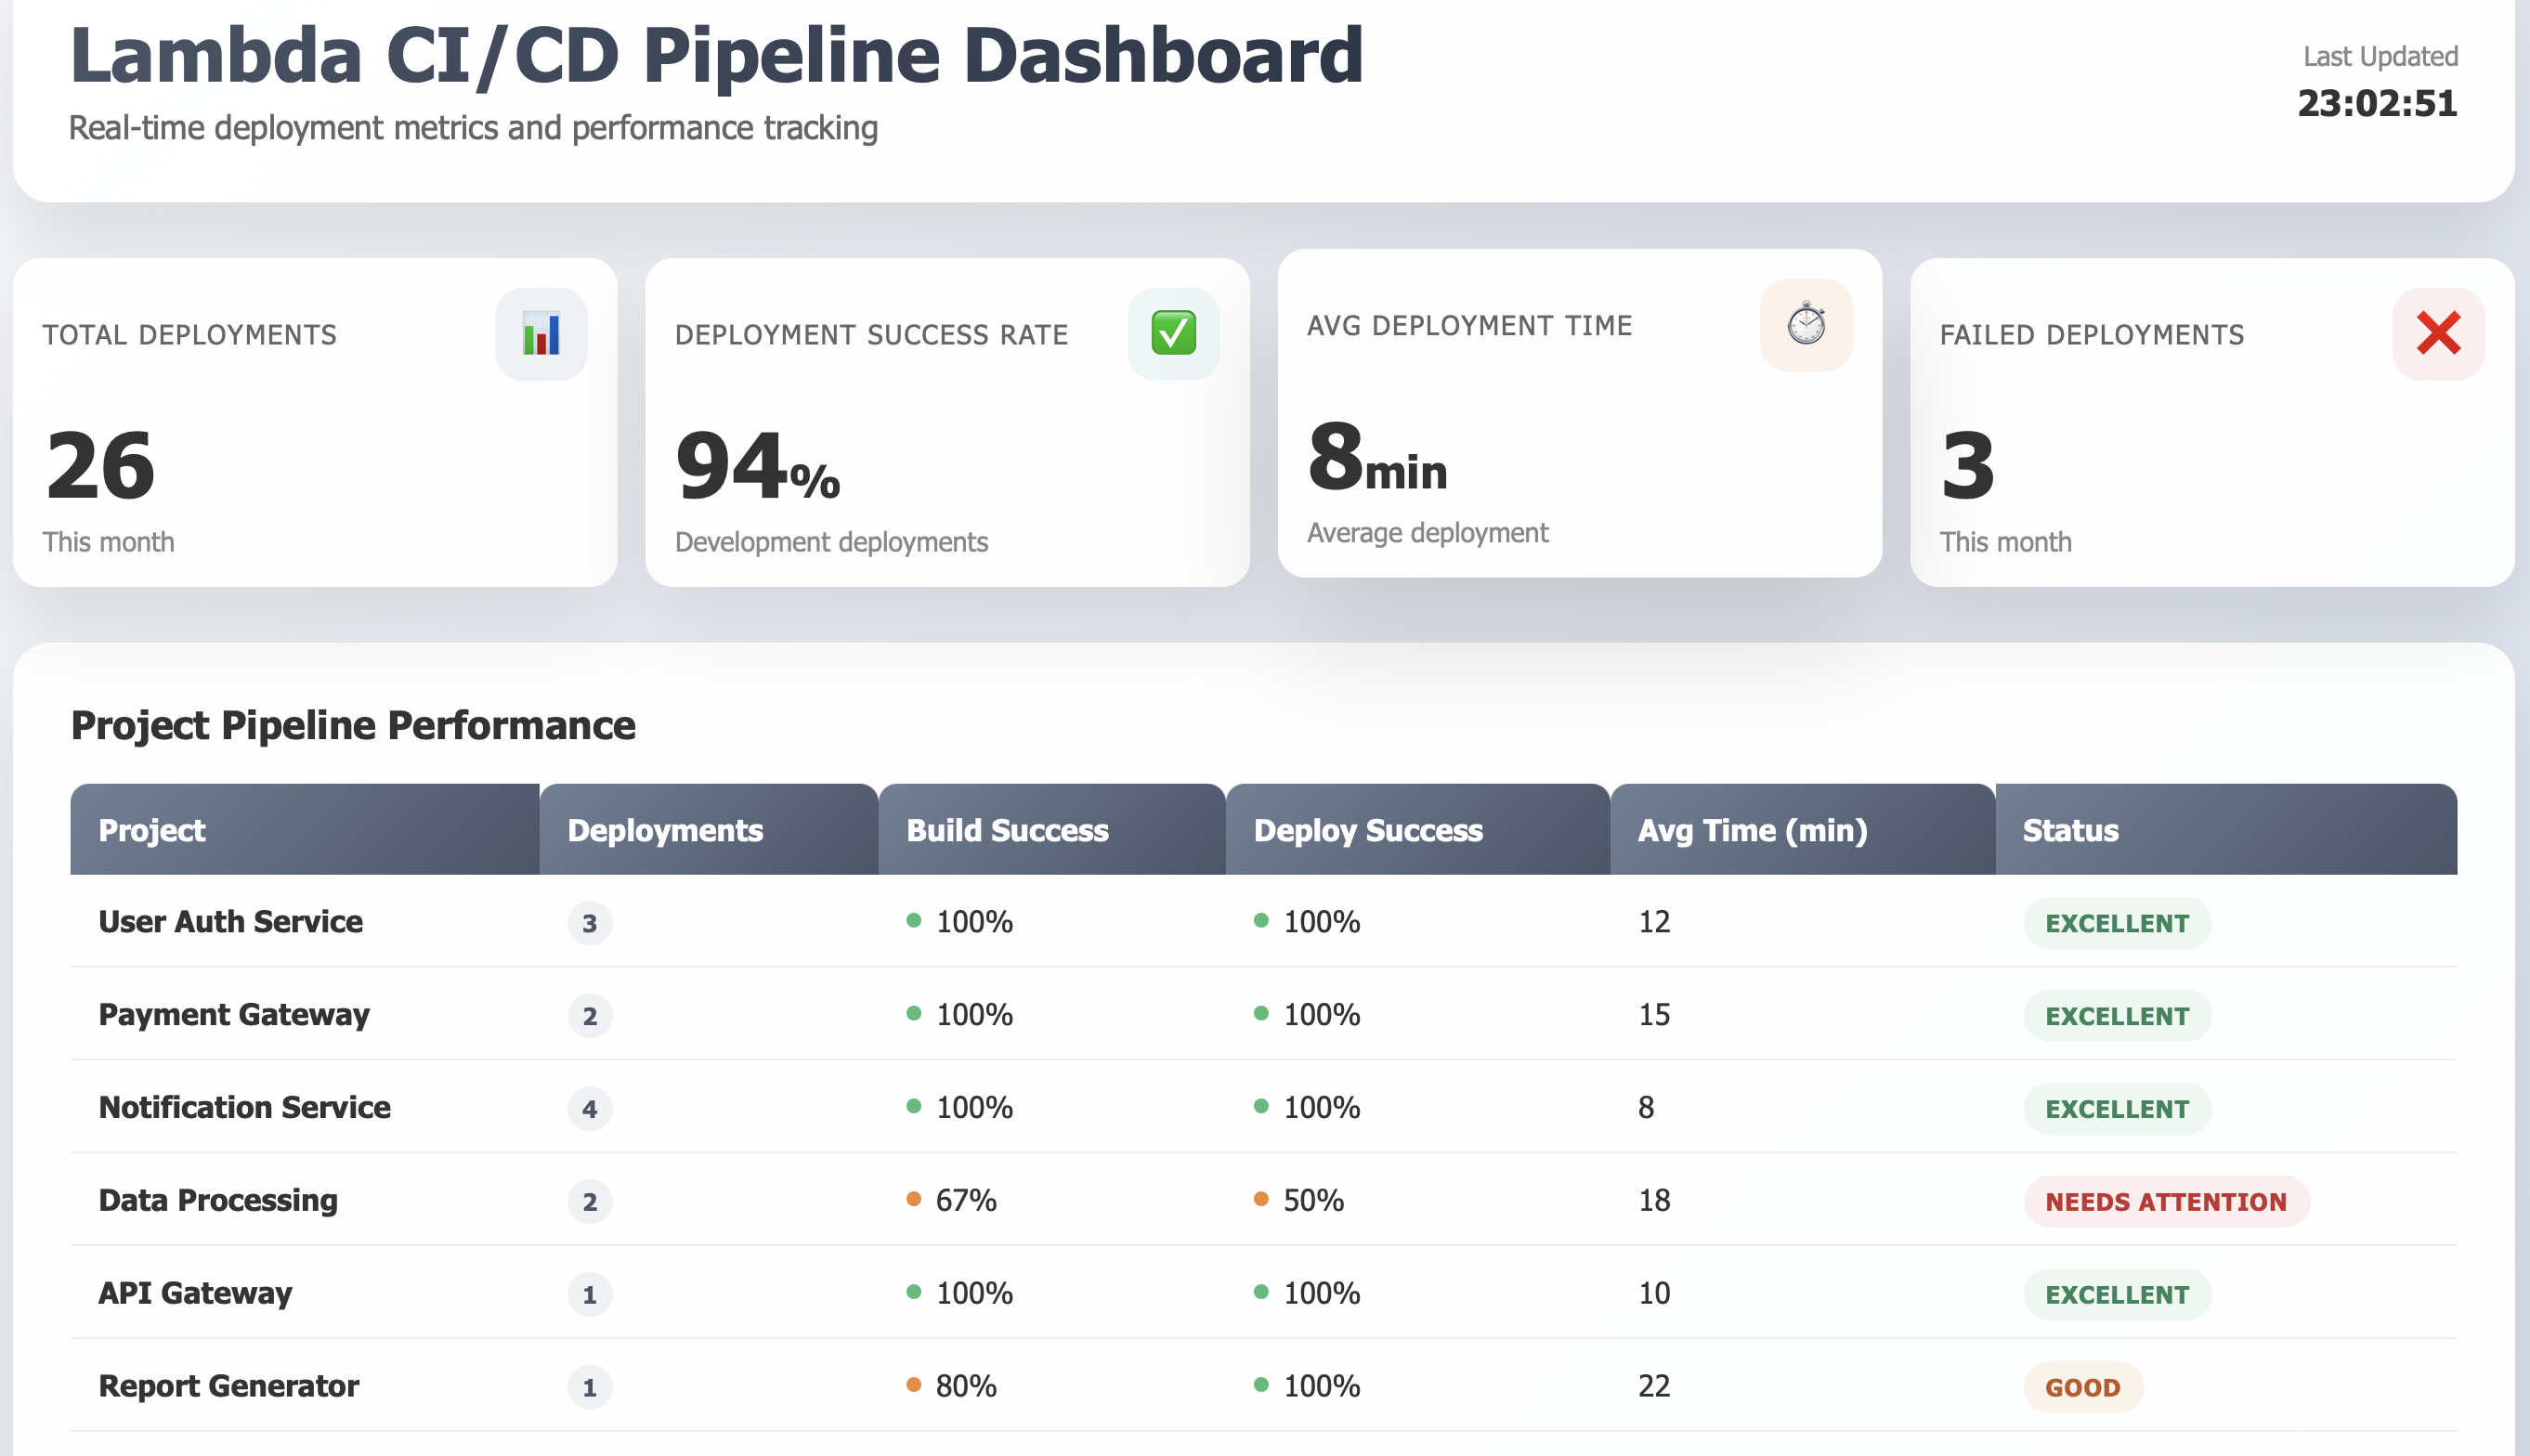 Lambda CI/CD Pipeline Dashboard
Real-time deployment metrics and performance tracking
Last Updated
23:02:51
TOTAL DEPLOYMENTS
26
This month
DEPLOYMENT SUCCESS RATE
94%
Development deployments
AVG DEPLOYMENT TIME
8min
Average deployment
FAILED DEPLOYMENTS
3
This month
Project Pipeline Performance
Project Deployments Build Success Deploy Success Avg Time (min) Status
User Auth Service 3 100% 100% 12 EXCELLENT
Payment Gateway 2 100% 100% 15 EXCELLENT
Notification Service 4 100% 100% 8 EXCELLENT
Data Processing 2 67% 50% 18 NEEDS ATTENTION
API Gateway 1 100% 100% 10 EXCELLENT
Report Generator 1 80% 100% 22 GOOD